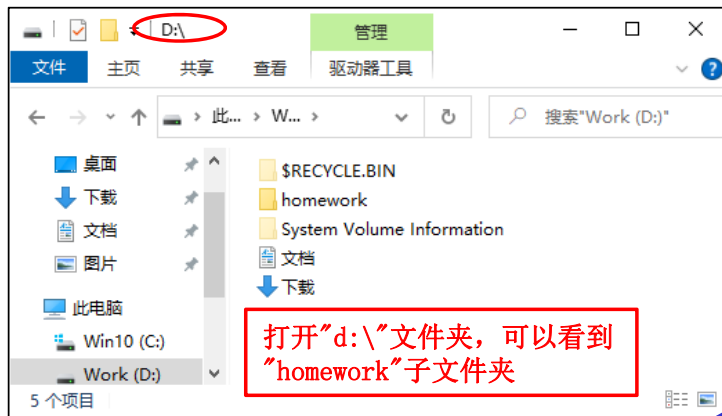 D:\
管理
文件 主页 共享 查看 驱动器工具
此... W... 搜索"Work (D:)"
桌面
下载
文档
图片
此电脑
Win10 (C:)
Work (D:)
$RECYCLE.BIN
homework
System Volume Information
文档
下载
打开"d:\"文件夹，可以看到
"homework"子文件夹
5 个项目